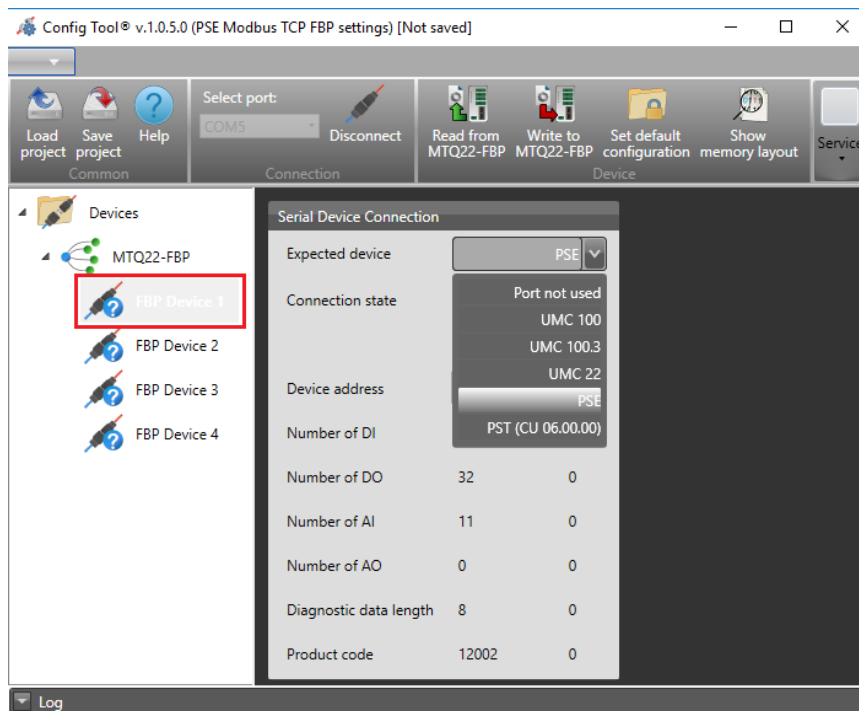 Config Tool® v.1.0.5.0 (PSE Modbus TCP FBP settings) [Not saved]
Load project
Save project
Help
Common
Select port:
COM5
Disconnect
Connection
Read from MTQ22-FBP
Write to MTQ22-FBP
Set default configuration
Show memory layout
Device
Service
Devices
MTQ22-FBP
FBP Device 1
FBP Device 2
FBP Device 3
FBP Device 4
Serial Device Connection
Expected device PSE
Port not used
UMC 100
UMC 100.3
UMC 22
PSE
PST (CU 06.00.00)
Connection state
Device address
Number of DI
Number of DO 32 0
Number of AI 11 0
Number of AO 0 0
Diagnostic data length 8 0
Product code 12002 0
Log